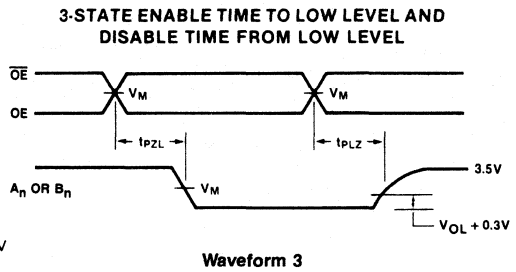 3-STATE ENABLE TIME TO LOW LEVEL AND
DISABLE TIME FROM LOW LEVEL
OE
VM
VM
OE
tPZL
tPLZ
An OR Bn
VM
3.5V
VOL + 0.3V
V
Waveform 3